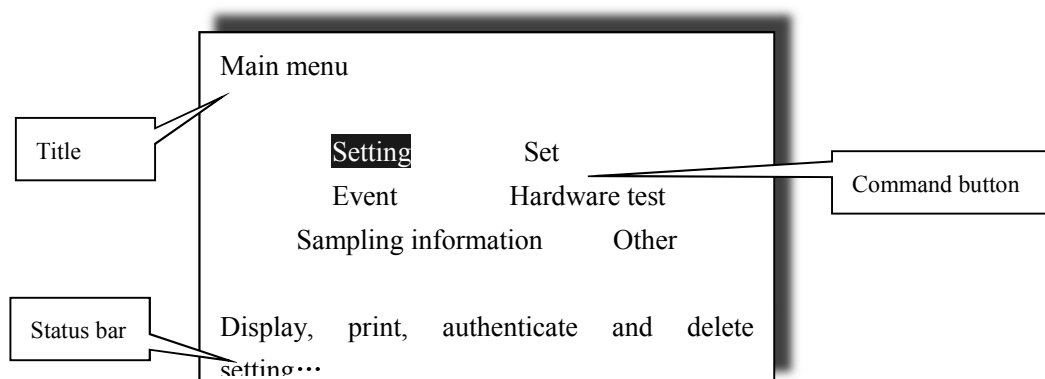 Main menu
Title
Setting Set
Command button
Event Hardware test
Sampling information Other
Status bar
Display, print, authenticate and delete
setting···